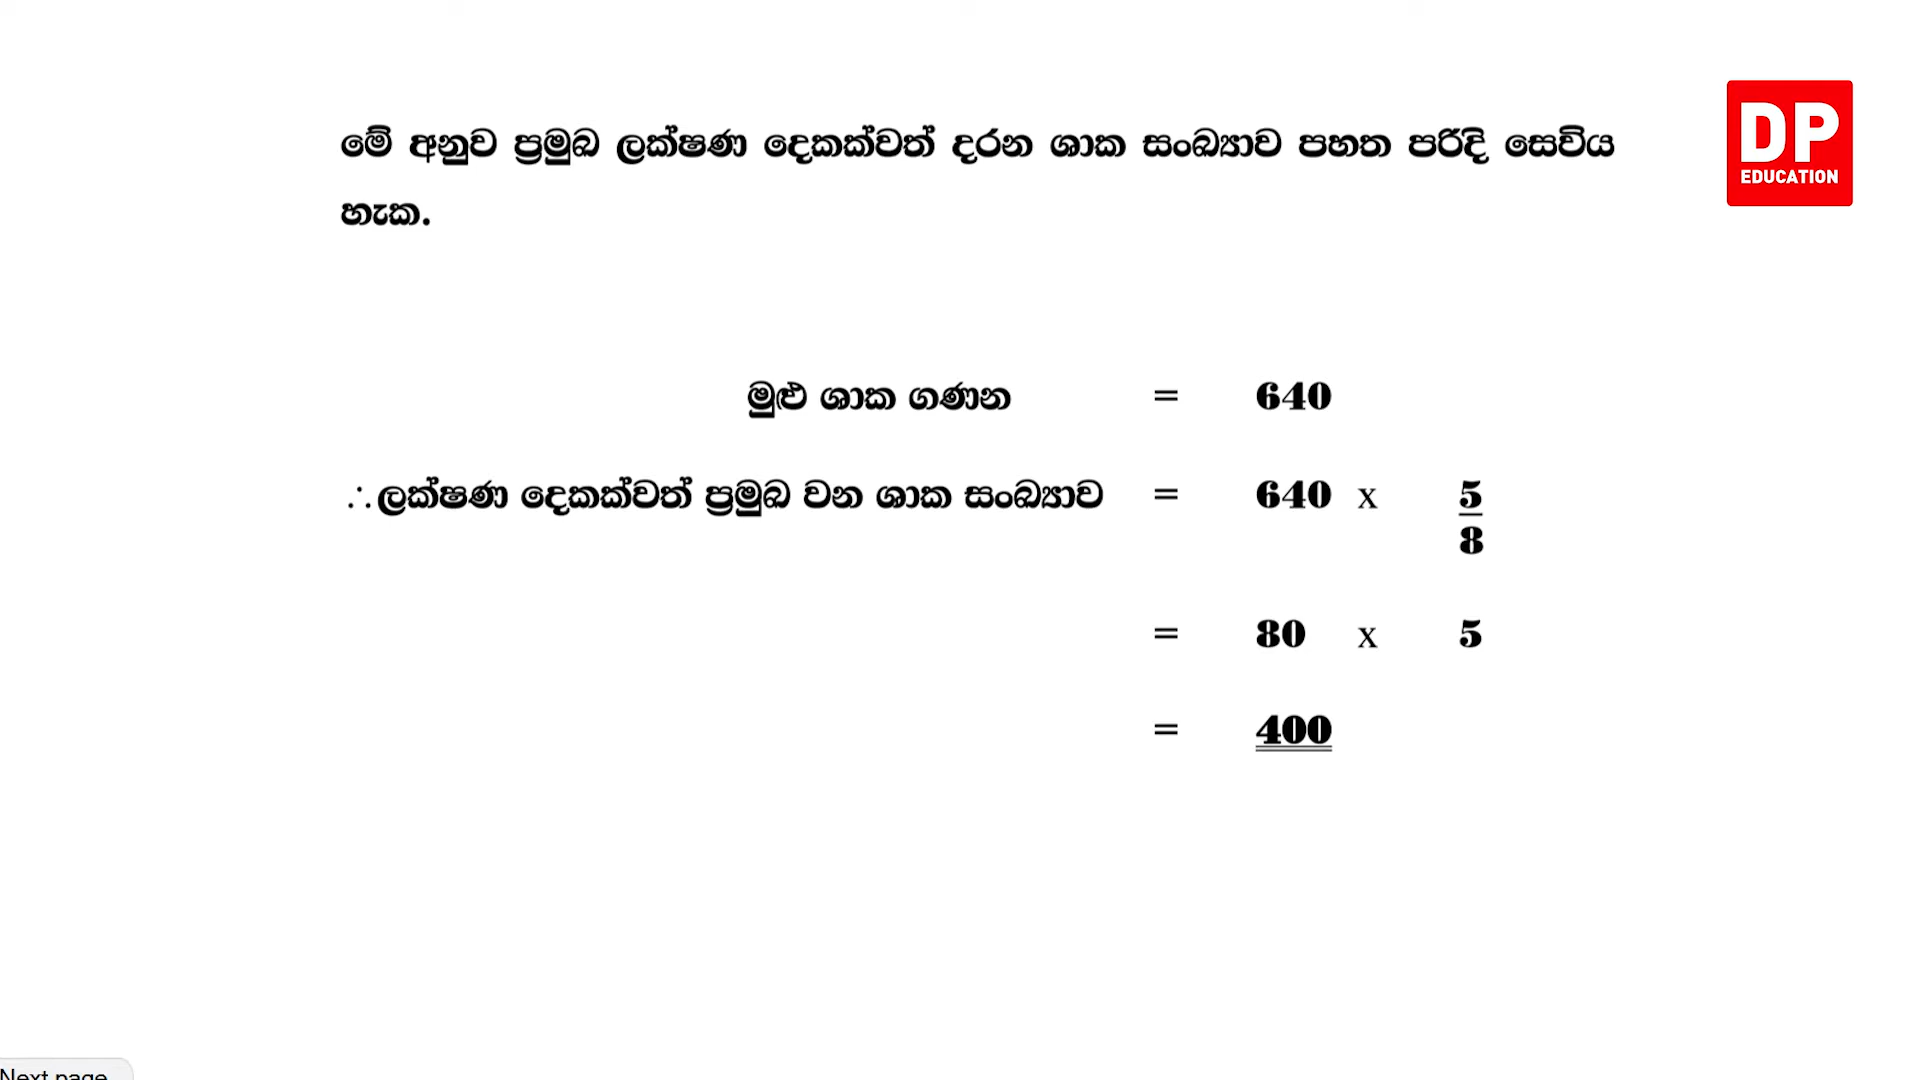 මේ අනුව ප්‍රමුඛ ලක්ෂණ දෙකක්වත් දරන ශාක සංඛ්‍යාව පහත පරිදි සෙවිය
හැක.
DP
EDUCATION
මුළු ශාක ගණන = 640
∴ලක්ෂණ දෙකක්වත් ප්‍රමුඛ වන ශාක සංඛ්‍යාව = 640 x 5
8
= 80 x 5
= 400
Next page